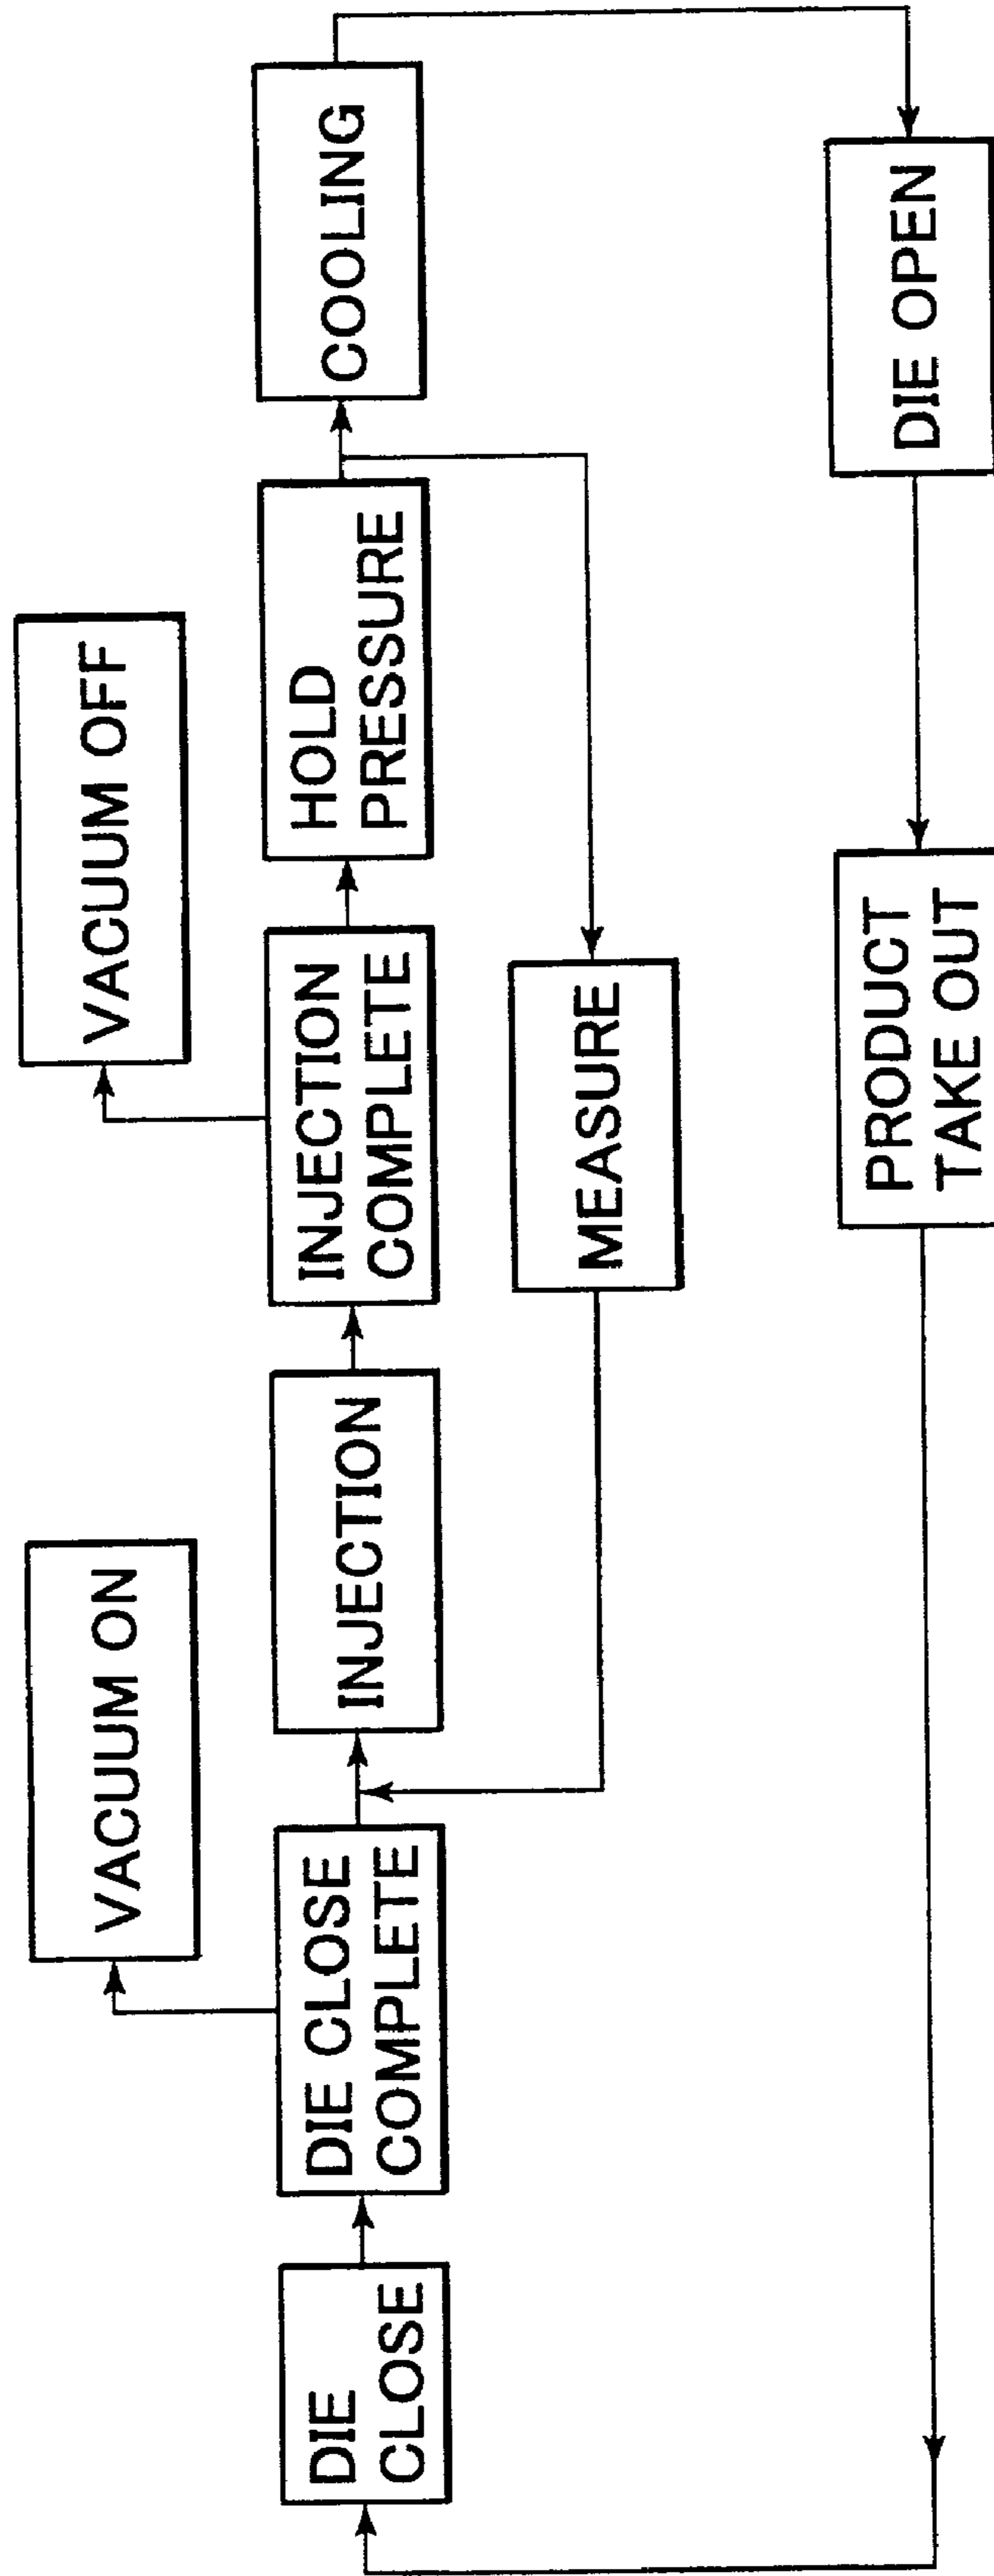 VACUUM ON
VACUUM OFF
DIE
CLOSE
DIE CLOSE
COMPLETE
INJECTION
INJECTION
COMPLETE
HOLD
PRESSURE
COOLING
MEASURE
PRODUCT
TAKE OUT
DIE OPEN